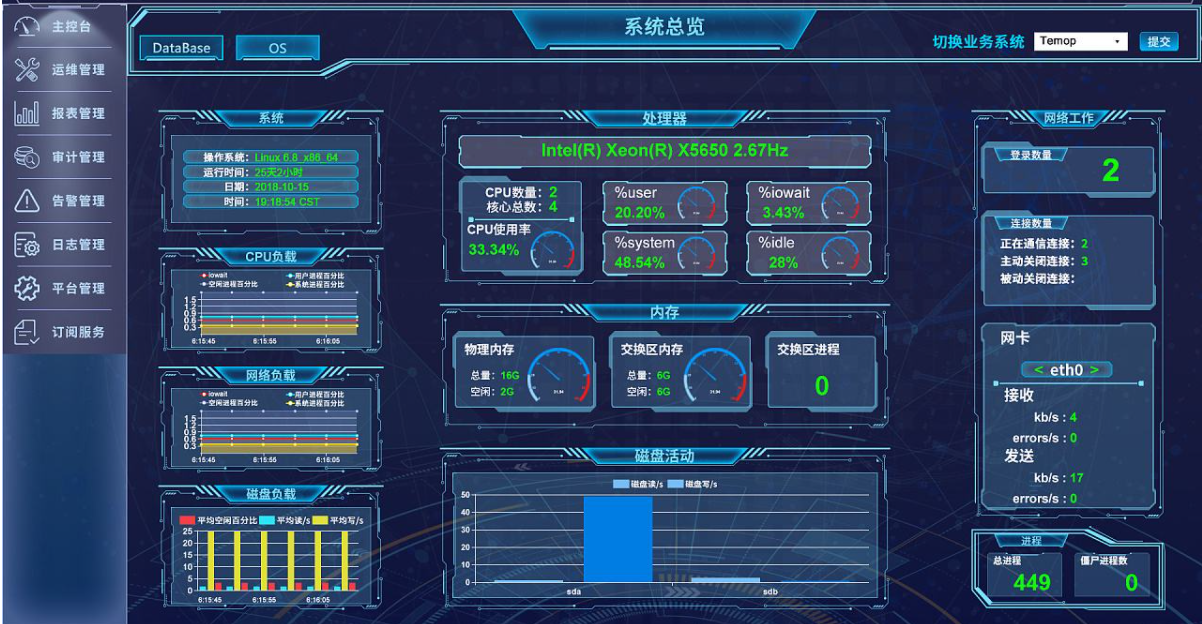 主控台
运维管理
报表管理
审计管理
告警管理
日志管理
平台管理
订阅服务
DataBase
OS
系统总览
切换业务系统
Temop
提交
系统
操作系统: Linux 6.8_x86_64
运行时间: 25天2小时
日期: 2018-10-15
时间: 19:18:54 CST
CPU负载
iowait
用户进程百分比
空闲进程百分比
系统进程百分比
1.5
1.2
0.9
0.6
0.3
6:15:45 6:15:55 6:16:05
网络负载
iowait
用户进程百分比
空闲进程百分比
系统进程百分比
1.5
1.2
0.9
0.6
0.3
6:15:45 6:15:55 6:16:05
磁盘负载
平均空闲百分比 平均读/s 平均写/s
25
20
15
10
5
0
6:15:45 6:15:55 6:16:05
处理器
Intel(R) Xeon(R) X5650 2.67Hz
CPU数量: 2
核心总数: 4
CPU使用率
33.34%
%user
20.20%
%iowait
3.43%
%system
48.54%
%idle
28%
内存
物理内存
总量: 16G
空闲: 2G
交换区内存
总量: 6G
空闲: 6G
交换区进程
0
磁盘活动
磁盘读/s 磁盘写/s
50
40
30
20
10
0
sda sdb
网络工作
登录数量
2
连接数量
正在通信连接: 2
主动关闭连接: 3
被动关闭连接:
网卡
< eth0 >
接收
kb/s : 4
errors/s : 0
发送
kb/s : 17
errors/s : 0
进程
总进程
449
僵尸进程数
0